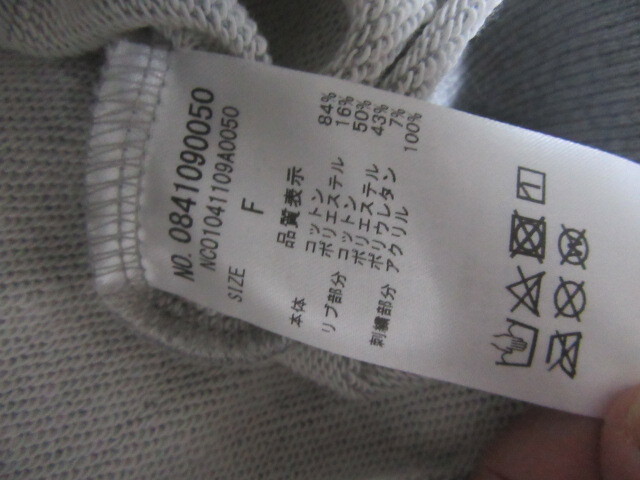 NO. 0841090050
NCO1041109A0050
SIZE F
品質表示
本体 コットン 84%
ポリエステル 16%
リブ部分 コットン 50%
ポリエステル 43%
ポリウレタン 7%
刺繍部分 アクリル 100%